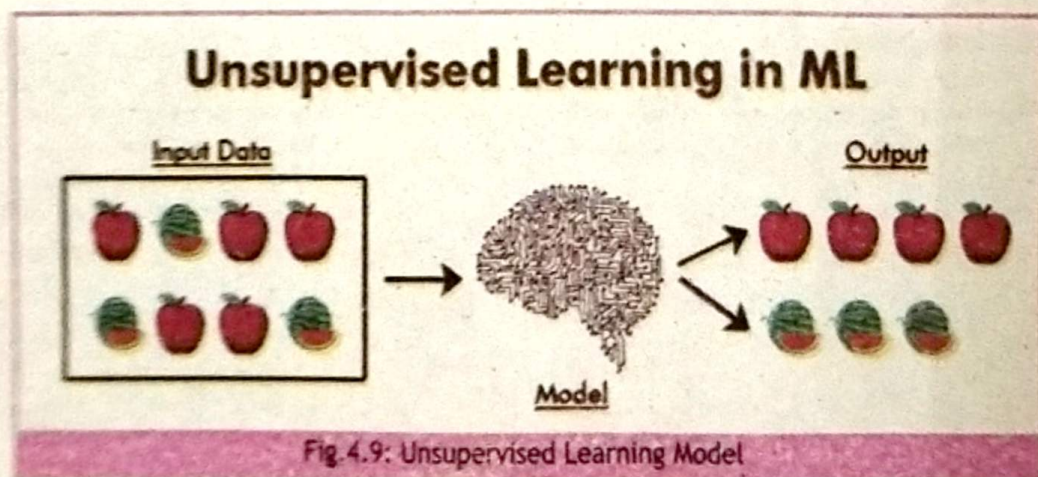 Unsupervised Learning in ML
Input Data
Output
Model
Fig.4.9: Unsupervised Learning Model